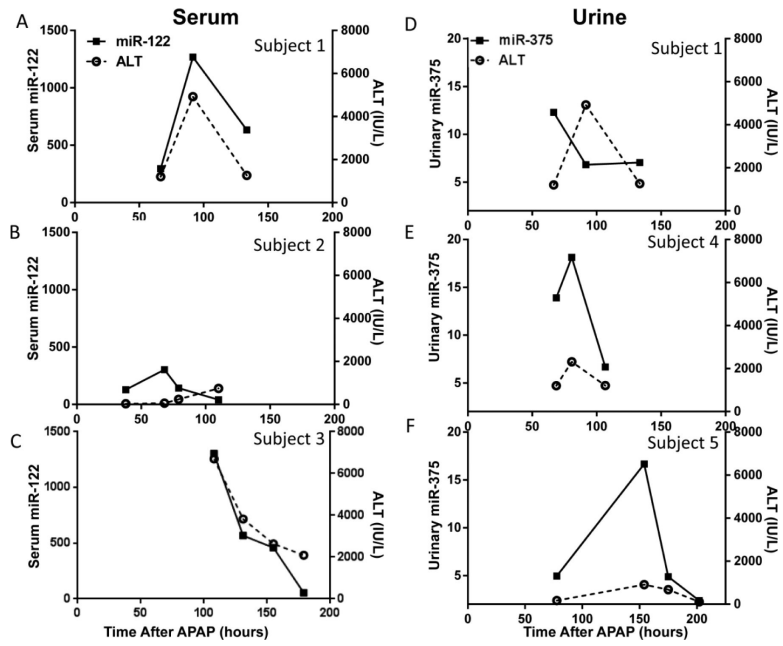 Serum
A
Subject 1
miR-122
ALT
1500
1000
500
0
Serum miR-122
8000
6000
4000
2000
0
ALT (IU/L)
0 50 100 150 200
B
Subject 2
1500
1000
500
0
Serum miR-122
8000
6000
4000
2000
0
ALT (IU/L)
0 50 100 150 200
C
Subject 3
1500
1000
500
0
Serum miR-122
8000
6000
4000
2000
0
ALT (IU/L)
0 50 100 150 200
Time After APAP (hours)
Urine
D
Subject 1
miR-375
ALT
20
15
10
5
Urinary miR-375
8000
6000
4000
2000
0
ALT (IU/L)
0 50 100 150 200
E
Subject 4
20
15
10
5
Urinary miR-375
8000
6000
4000
2000
0
ALT (IU/L)
0 50 100 150 200
F
Subject 5
20
15
10
5
Urinary miR-375
8000
6000
4000
2000
0
ALT (IU/L)
0 50 100 150 200
Time After APAP (hours)